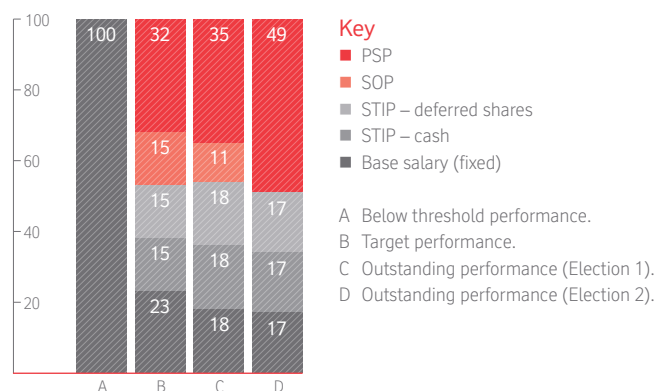 100
80
60
40
20
100
32
35
49
15
11
15
18
17
15
18
17
23
18
17
A
B
C
D
Key
PSP
SOP
STIP – deferred shares
STIP – cash
Base salary (fixed)
A Below threshold performance.
B Target performance.
C Outstanding performance (Election 1).
D Outstanding performance (Election 2).